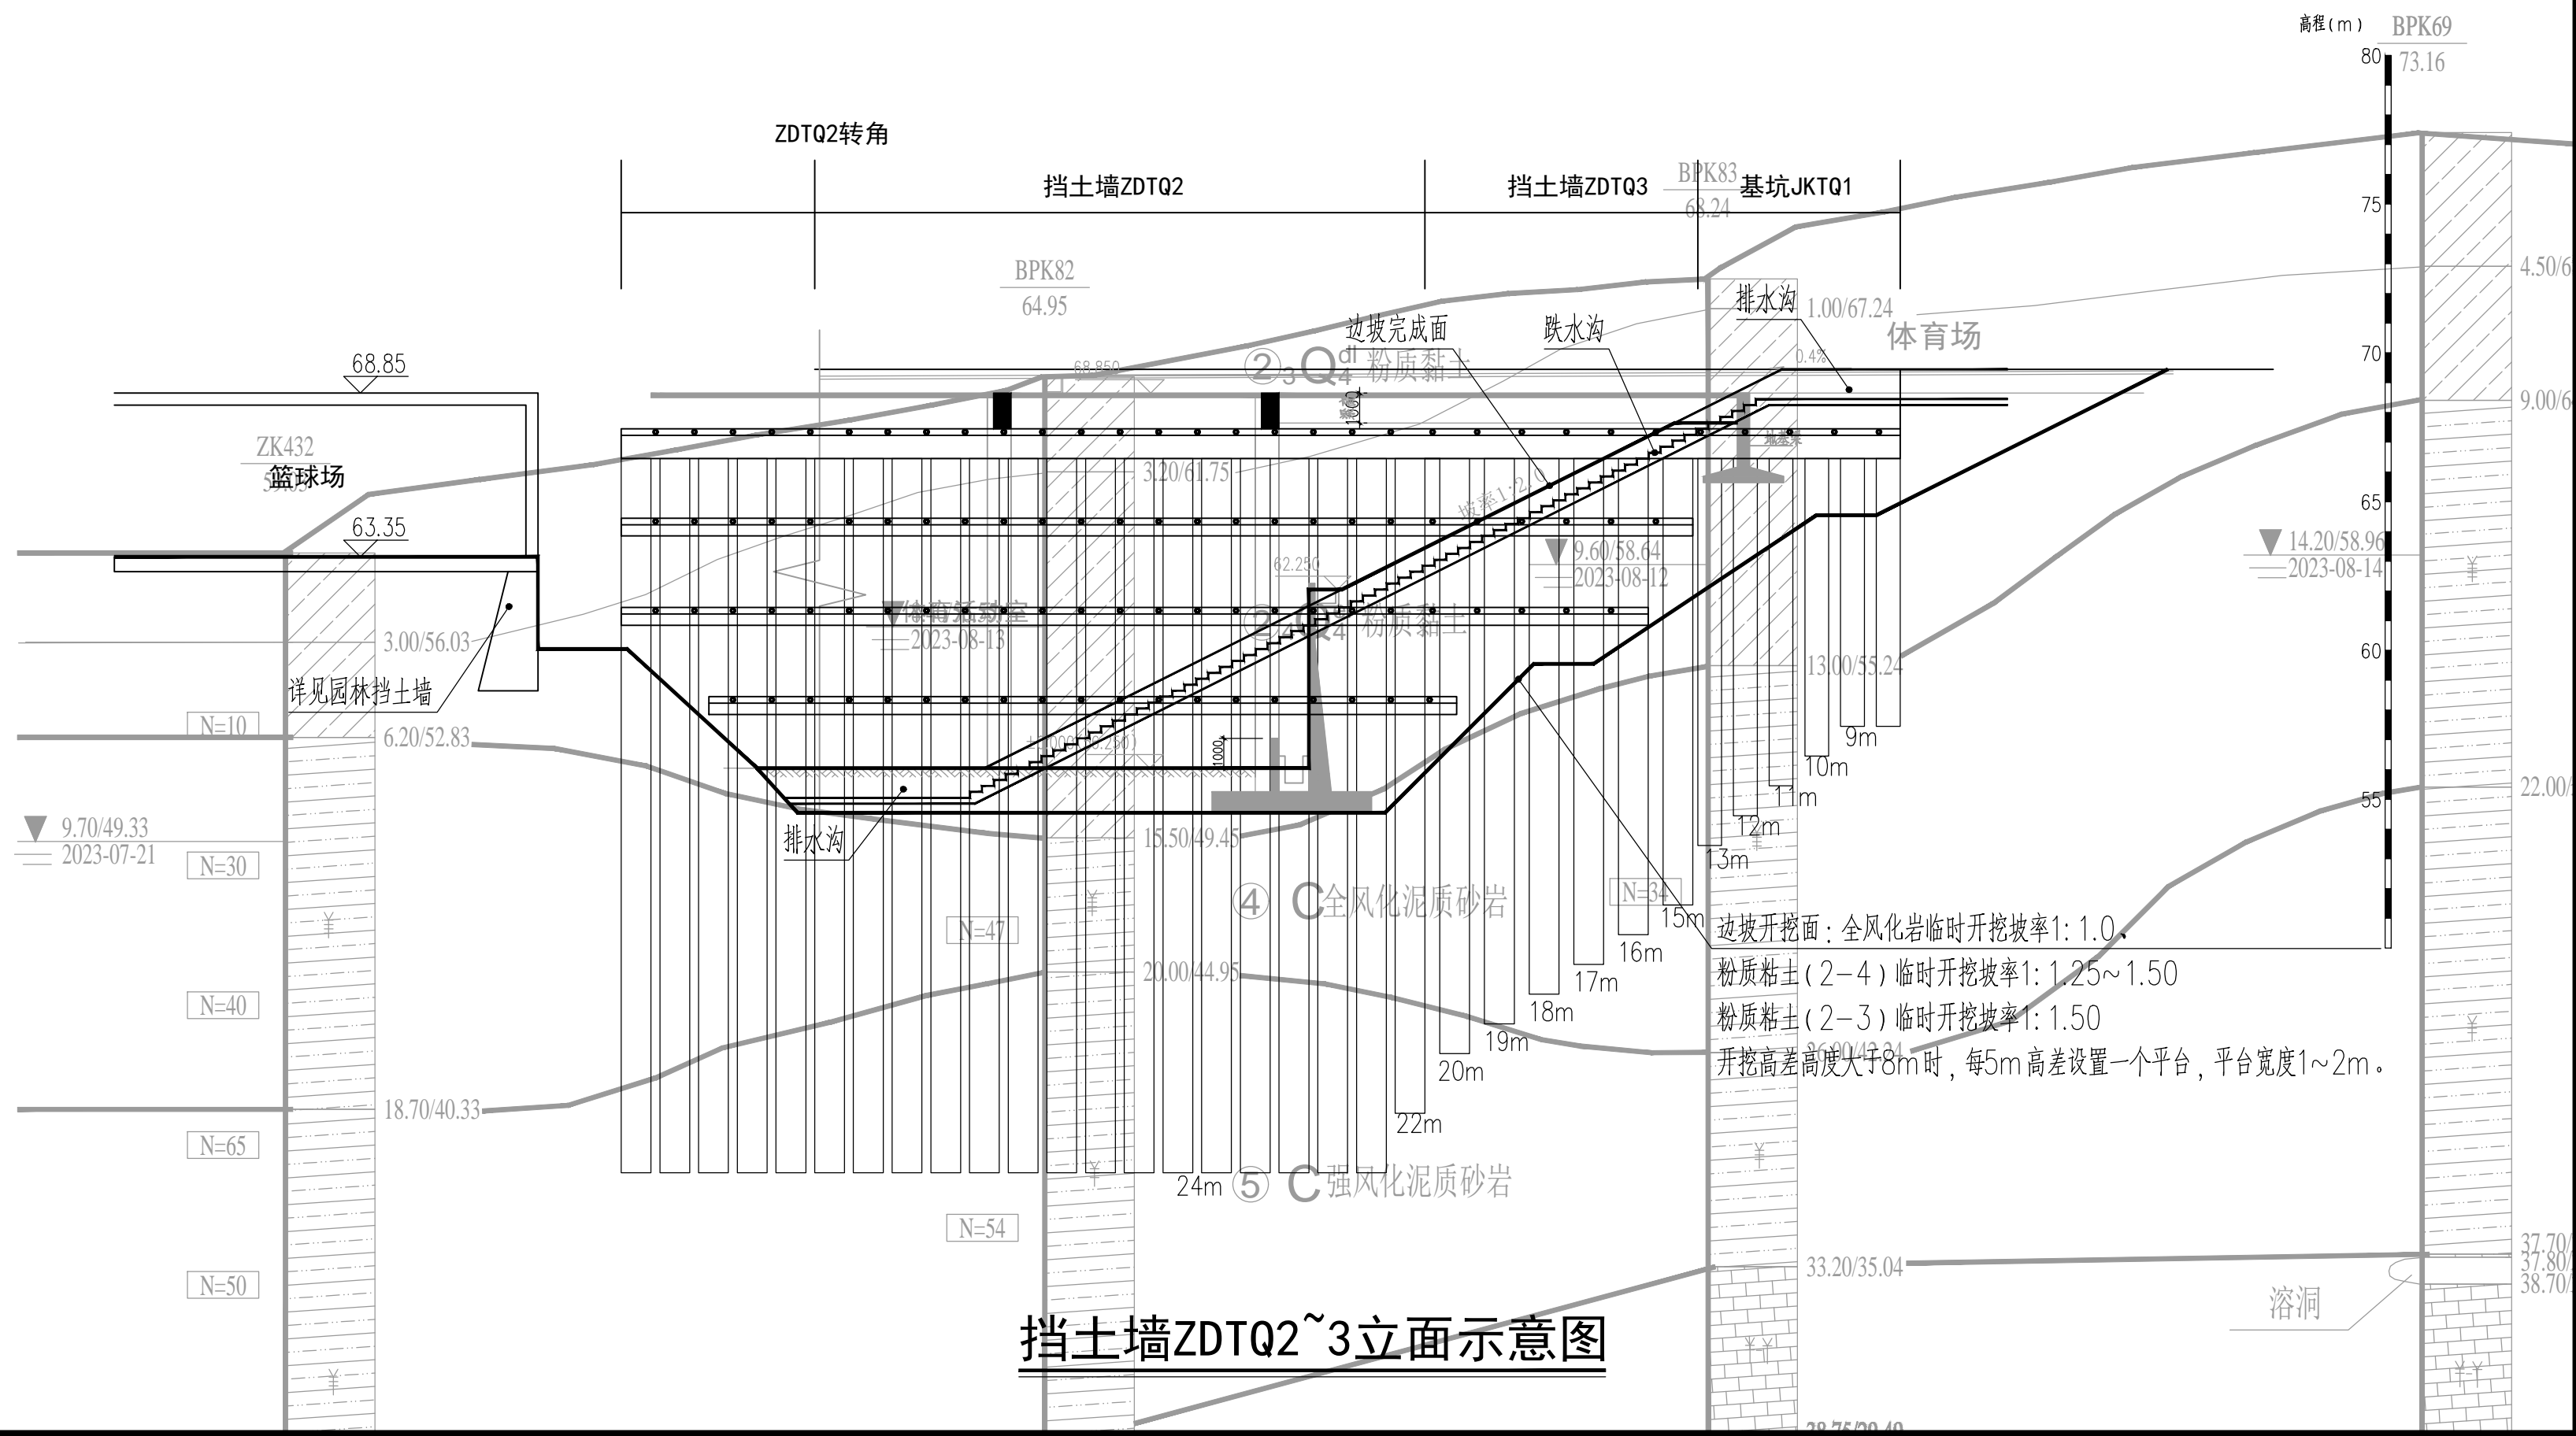 高程(m)
BPK69
73.16
80
ZDTQ2转角
挡土墙ZDTQ2
挡土墙ZDTQ3
BPK83
68.24
基坑JKTQ1
75
BPK82
64.95
4.50/6
排水沟
1.00/67.24
体育场
边坡完成面
跌水沟
②₃Q₄ᵈˡ 粉质黏土
0.4%
70
68.85
68.850
1000
9.00/6
ZK432
篮球场
3.20/61.75
坡率1:2.0
65
63.35
9.60/58.64
2023-08-12
14.20/58.96
2023-08-14
62.250
体育活动室
2023-08-13
粉质黏土
3.00/56.03
60
13.00/55.24
详见园林挡土墙
N=10
6.20/52.83
1000
9m
10m
11m
22.00/
55
12m
9.70/49.33
2023-07-21
排水沟
15.50/49.45
13m
N=30
④ C全风化泥质砂岩
N=34
15m
N=47
边坡开挖面:全风化岩临时开挖坡率1:1.0、
16m
20.00/44.95
17m
粉质粘土(2-4)临时开挖坡率1:1.25~1.50
N=40
18m
粉质粘土(2-3)临时开挖坡率1:1.50
19m
20m
开挖高差高度大于8m时,每5m高差设置一个平台,平台宽度1~2m。
18.70/40.33
22m
N=65
24m
⑤ C强风化泥质砂岩
N=54
37.70/
37.80/
38.70/
33.20/35.04
N=50
溶洞
挡土墙ZDTQ2~3立面示意图